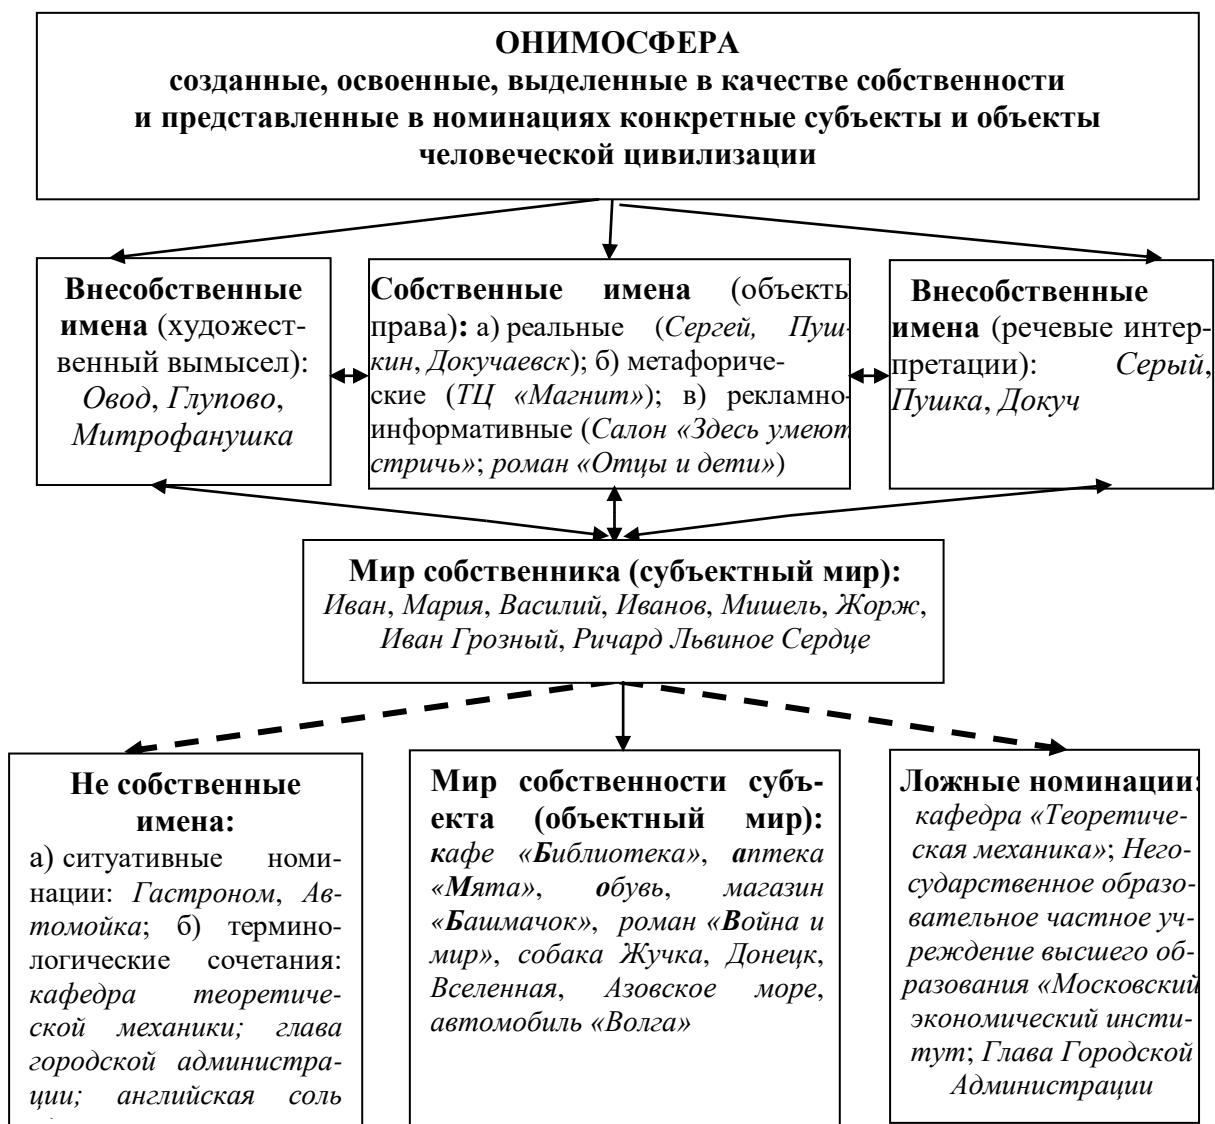 ОНИМОСФЕРА
созданные, освоенные, выделенные в качестве собственности
и представленные в номинациях конкретные субъекты и объекты
человеческой цивилизации
Внесобственные
имена (художест-
венный вымысел):
Овод, Глупово,
Митрофанушка
Собственные имена (объекты
права): а) реальные (Сергей, Пуш-
кин, Докучаевск); б) метафориче-
ские (ТЦ «Магнит»); в) рекламно-
информативные (Салон «Здесь умеют
стричь»; роман «Отцы и дети»)
Внесобственные
имена (речевые интер-
претации): Серый,
Пушка, Докуч
Мир собственника (субъектный мир):
Иван, Мария, Василий, Иванов, Мишель, Жорж,
Иван Грозный, Ричард Львиное Сердце
Не собственные
имена:
а) ситуативные номи-
нации: Гастроном, Ав-
томойка; б) термино-
логические сочетания:
кафедра теоретиче-
ской механики; глава
городской администра-
ции; английская соль
Мир собственности субъ-
екта (объектный мир):
кафе «Библиотека», аптека
«Мята», обувь, магазин
«Башмачок», роман «Война и
мир», собака Жучка, Донецк,
Вселенная, Азовское море,
автомобиль «Волга»
Ложные номинации:
кафедра «Теоретиче-
ская механика»; Него-
сударственное образо-
вательное частное уч-
реждение высшего об-
разования «Московский
экономический инсти-
тут; Глава Городской
Администрации